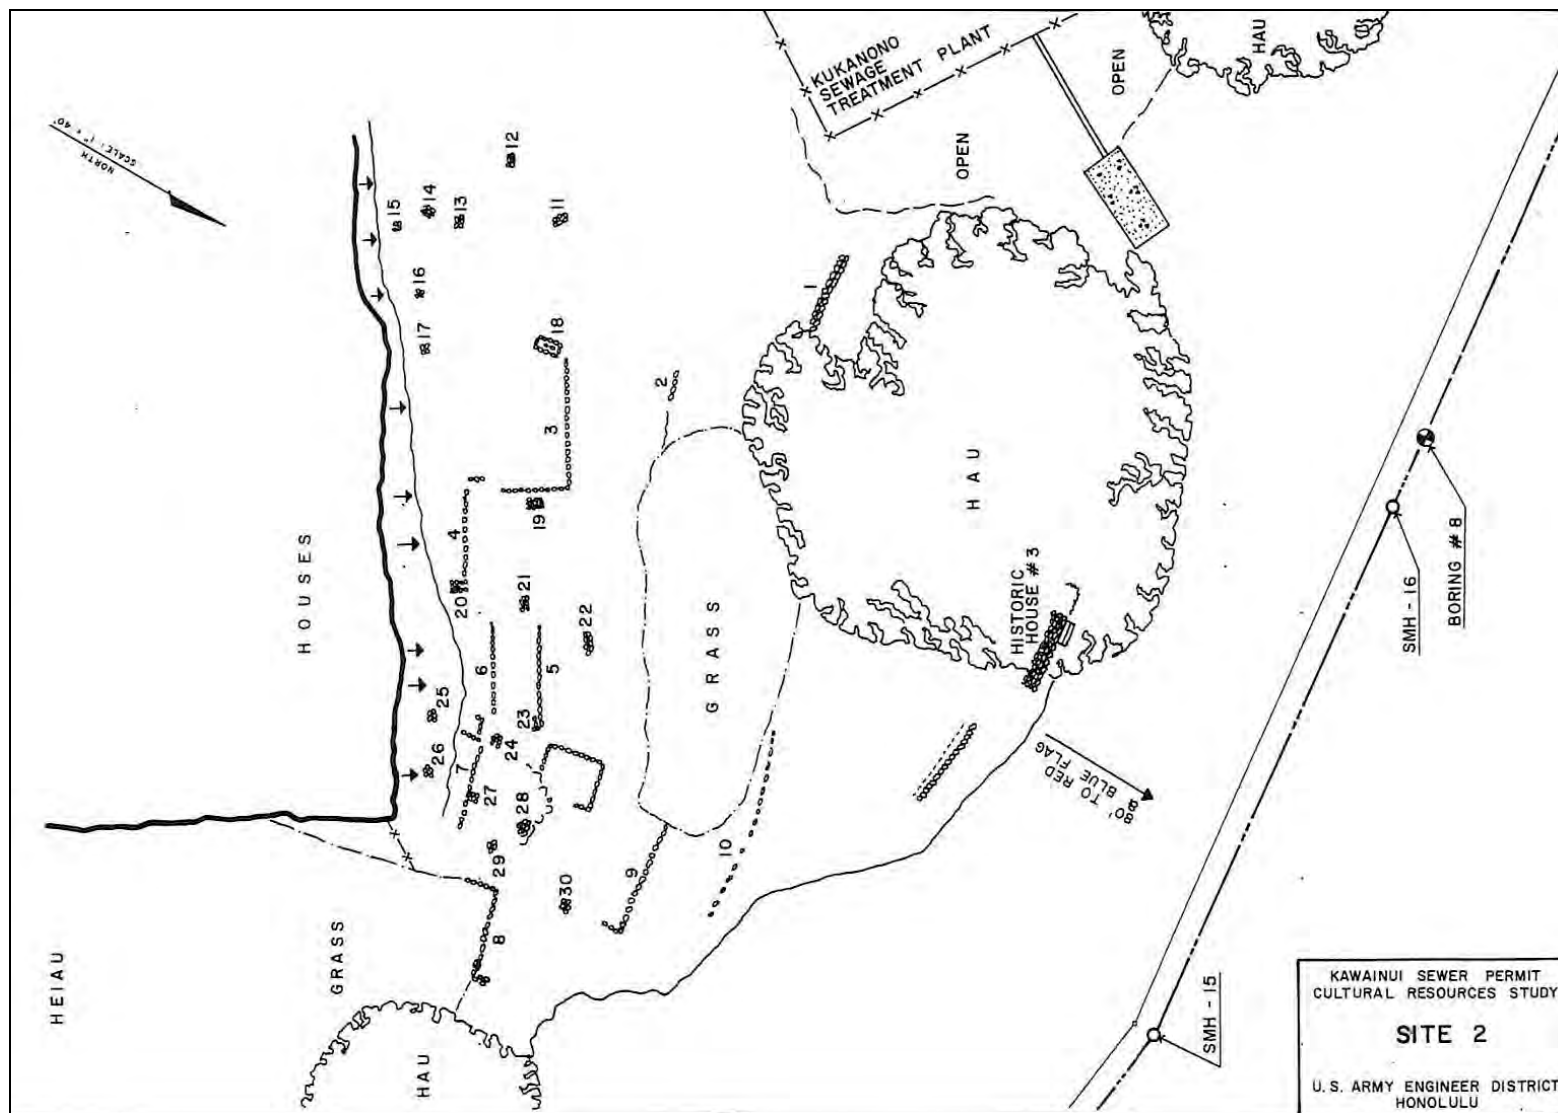 NORTH
SCALE: 1" = 40'
KUKANONO
SEWAGE
TREATMENT PLANT
OPEN
OPEN
HAU
12
15
14
13
11
16
17
18
1
2
3
HOUSES
4
19
20
21
22
GRASS
HAU
HISTORIC
HOUSE #3
6
5
25
23
24
26
7
27
28
29
30
9
10
8
80' TO RED
& BLUE FLAG
BORING # 8
SMH - 16
SMH - 15
HEIAU
GRASS
HAU
KAWAINUI SEWER PERMIT
CULTURAL RESOURCES STUDY
SITE 2
U.S. ARMY ENGINEER DISTRICT
HONOLULU